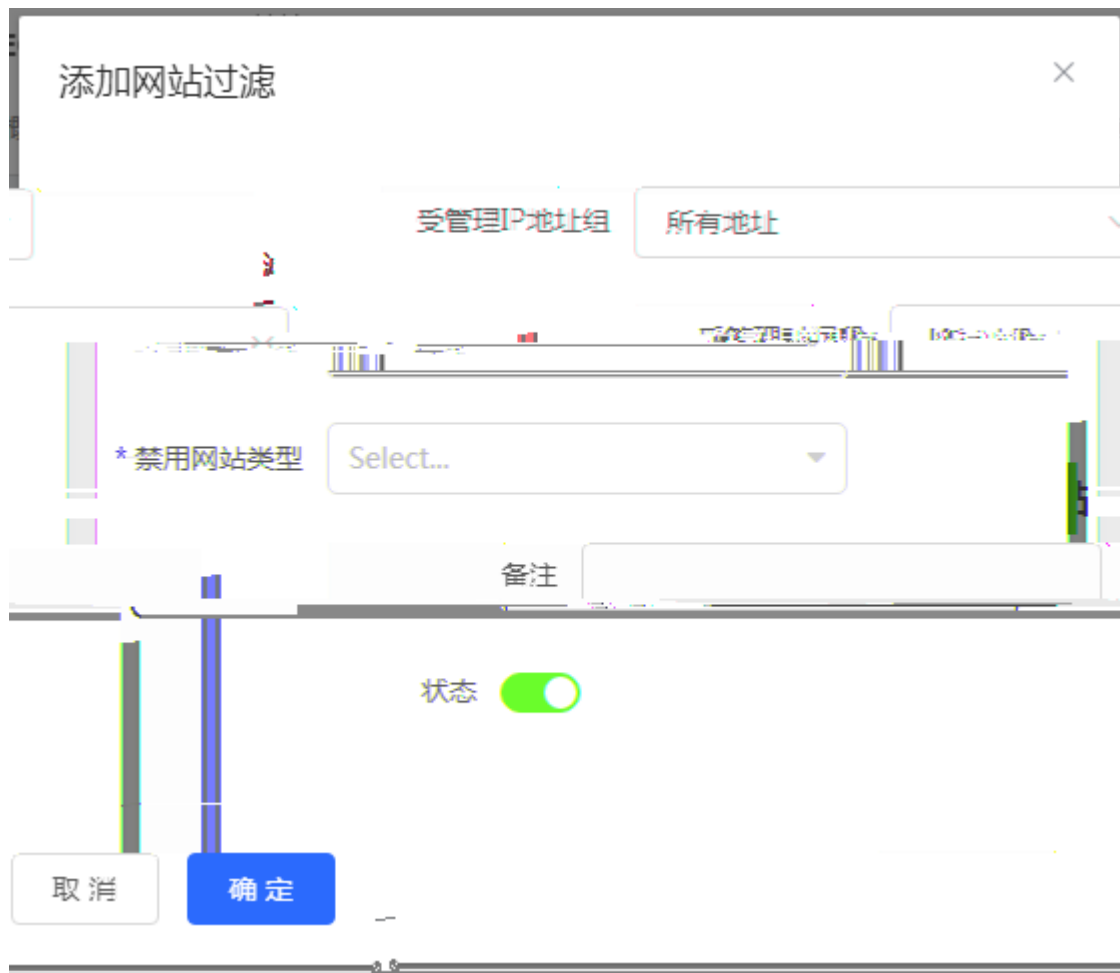 添加网站过滤
受管理IP地址组 所有地址
* 禁用网站类型 Select...
备注
状态
取 消 确 定